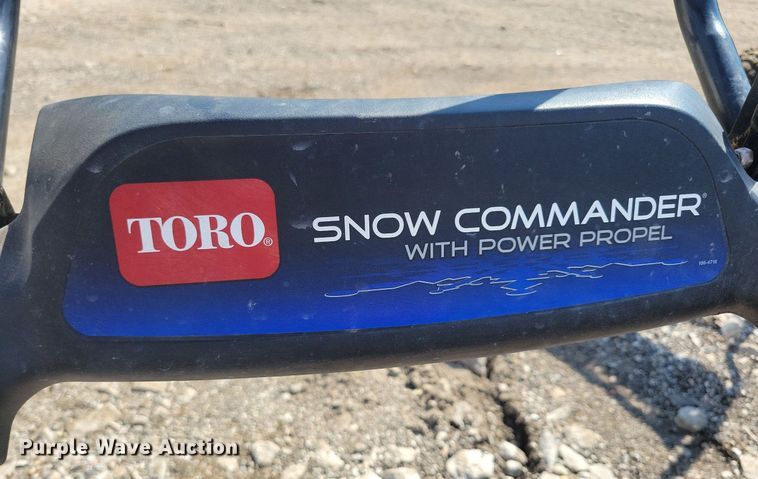 TORO®
SNOW COMMANDER®
WITH POWER PROPEL
Purple Wave Auction